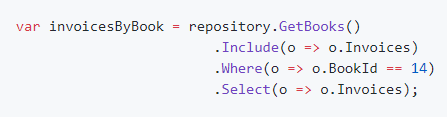 var invoicesByBook = repository.GetBooks()
.Include(o => o.Invoices)
.Where(o => o.BookId == 14)
.Select(o => o.Invoices);